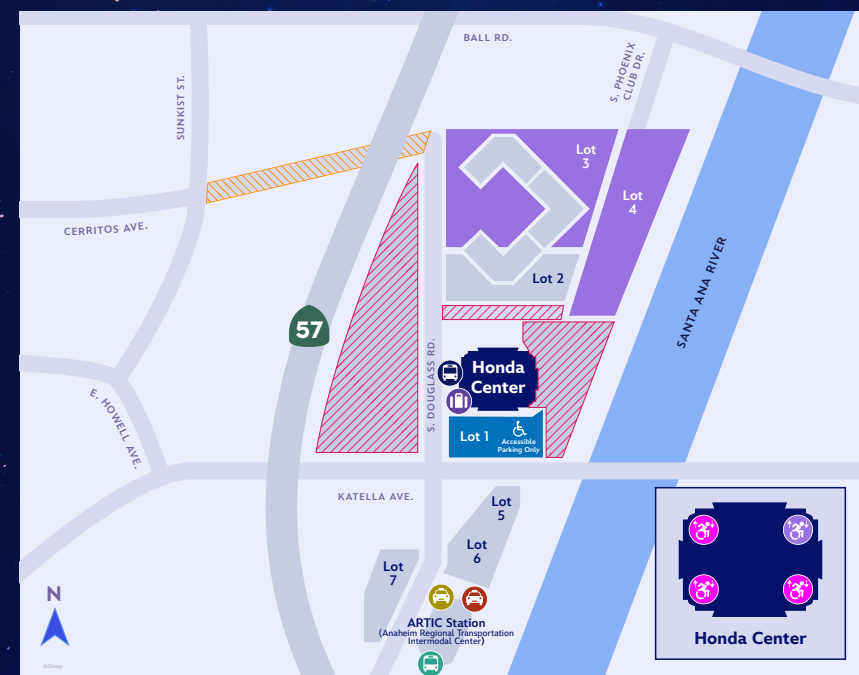 BALL RD.
S. PHOENIX
CLUB DR.
SUNKIST ST.
Lot
3
Lot
4
CERRITOS AVE.
SANTA ANA RIVER
Lot 2
57
S. DOUGLASS RD.
Honda
Center
E. HOWELL AVE.
Lot 1
Accessible
Parking Only
KATELLA AVE.
Lot
5
Lot
6
Lot
7
N
ARTIC Station
(Anaheim Regional Transportation
Intermodal Center)
Honda Center
©Disney